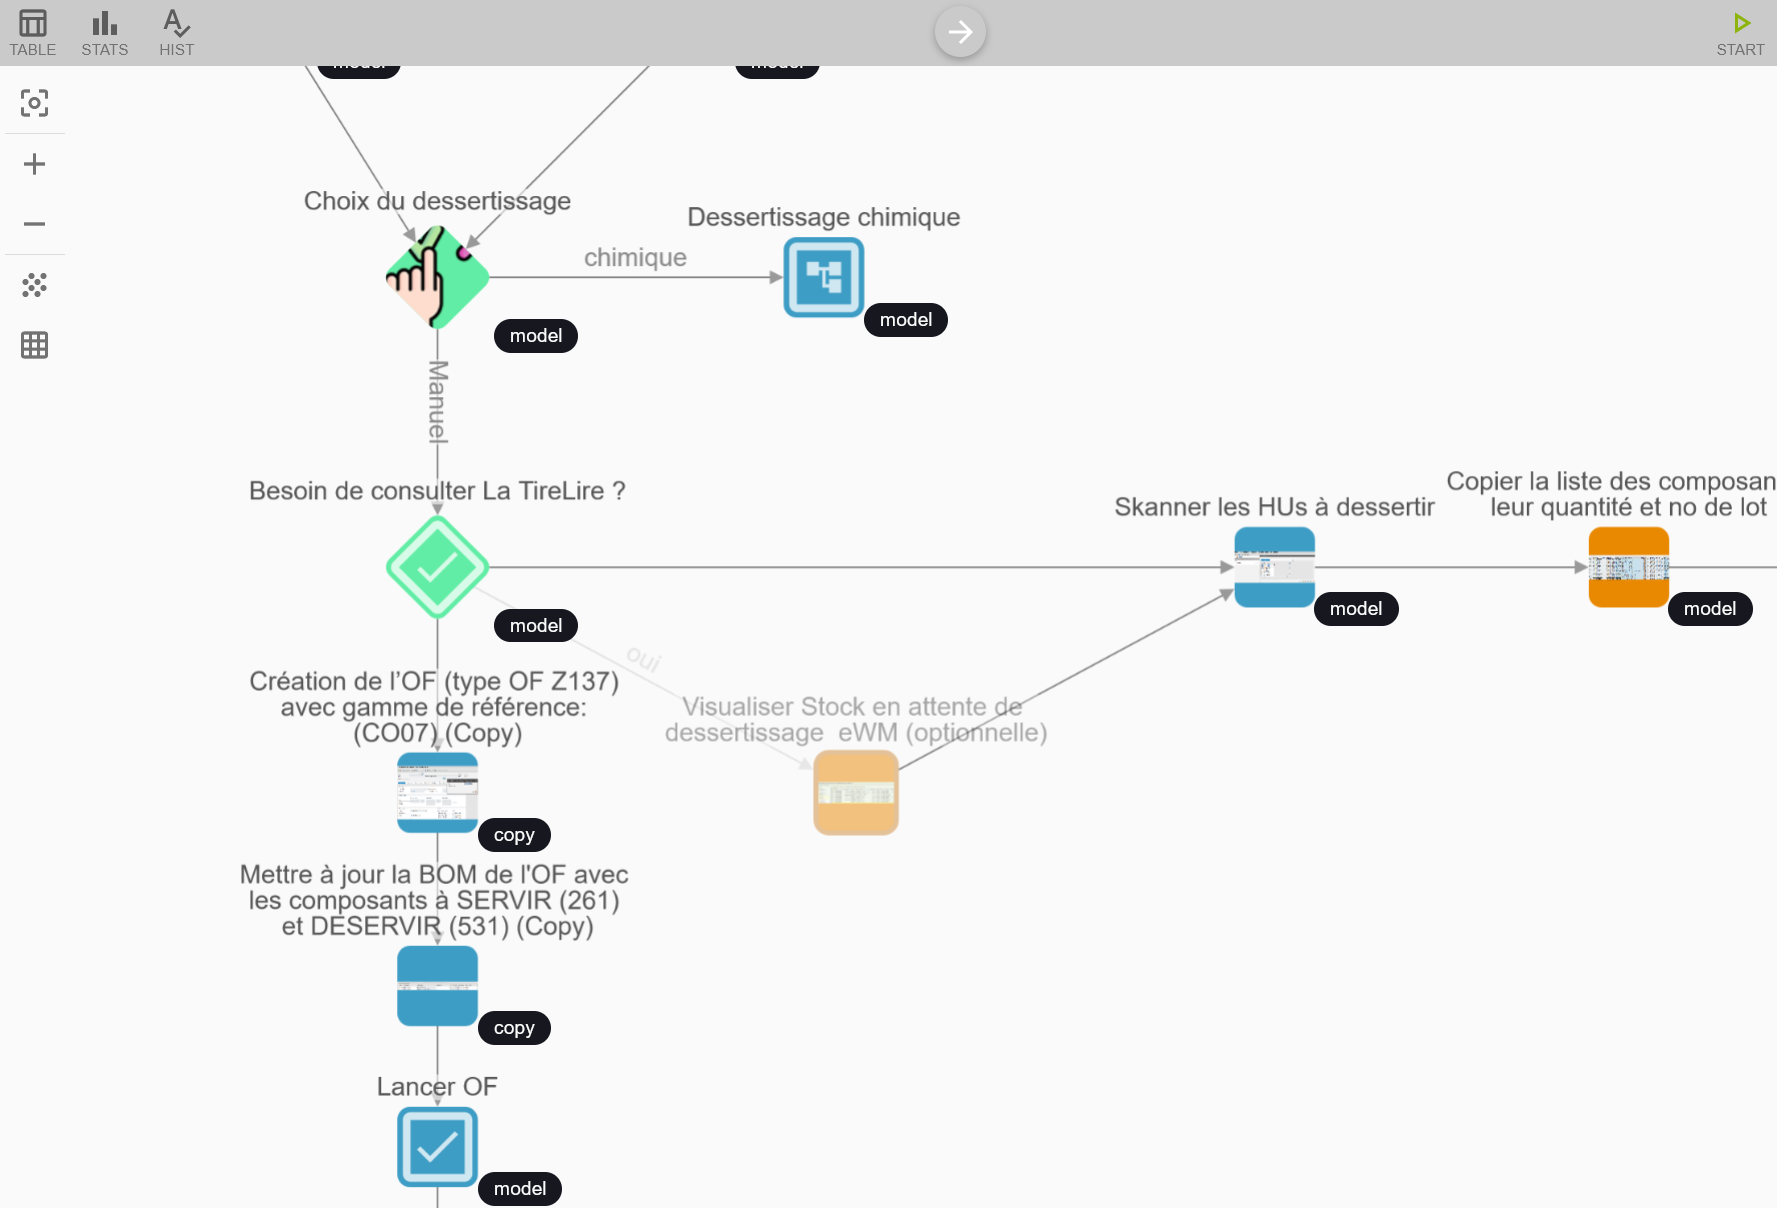 TABLE
STATS
HIST
START
model
model
Choix du dessertissage
Dessertissage chimique
chimique
model
model
Manuel
Besoin de consulter La TireLire ?
Skanner les HUs à dessertir
Copier la liste des composan
leur quantité et no de lot
model
model
model
oui
Création de l'OF (type OF Z137)
avec gamme de référence:
(CO07) (Copy)
Visualiser Stock en attente de
dessertissage eWM (optionnelle)
copy
Mettre à jour la BOM de l'OF avec
les composants à SERVIR (261)
et DESERVIR (531) (Copy)
copy
Lancer OF
model